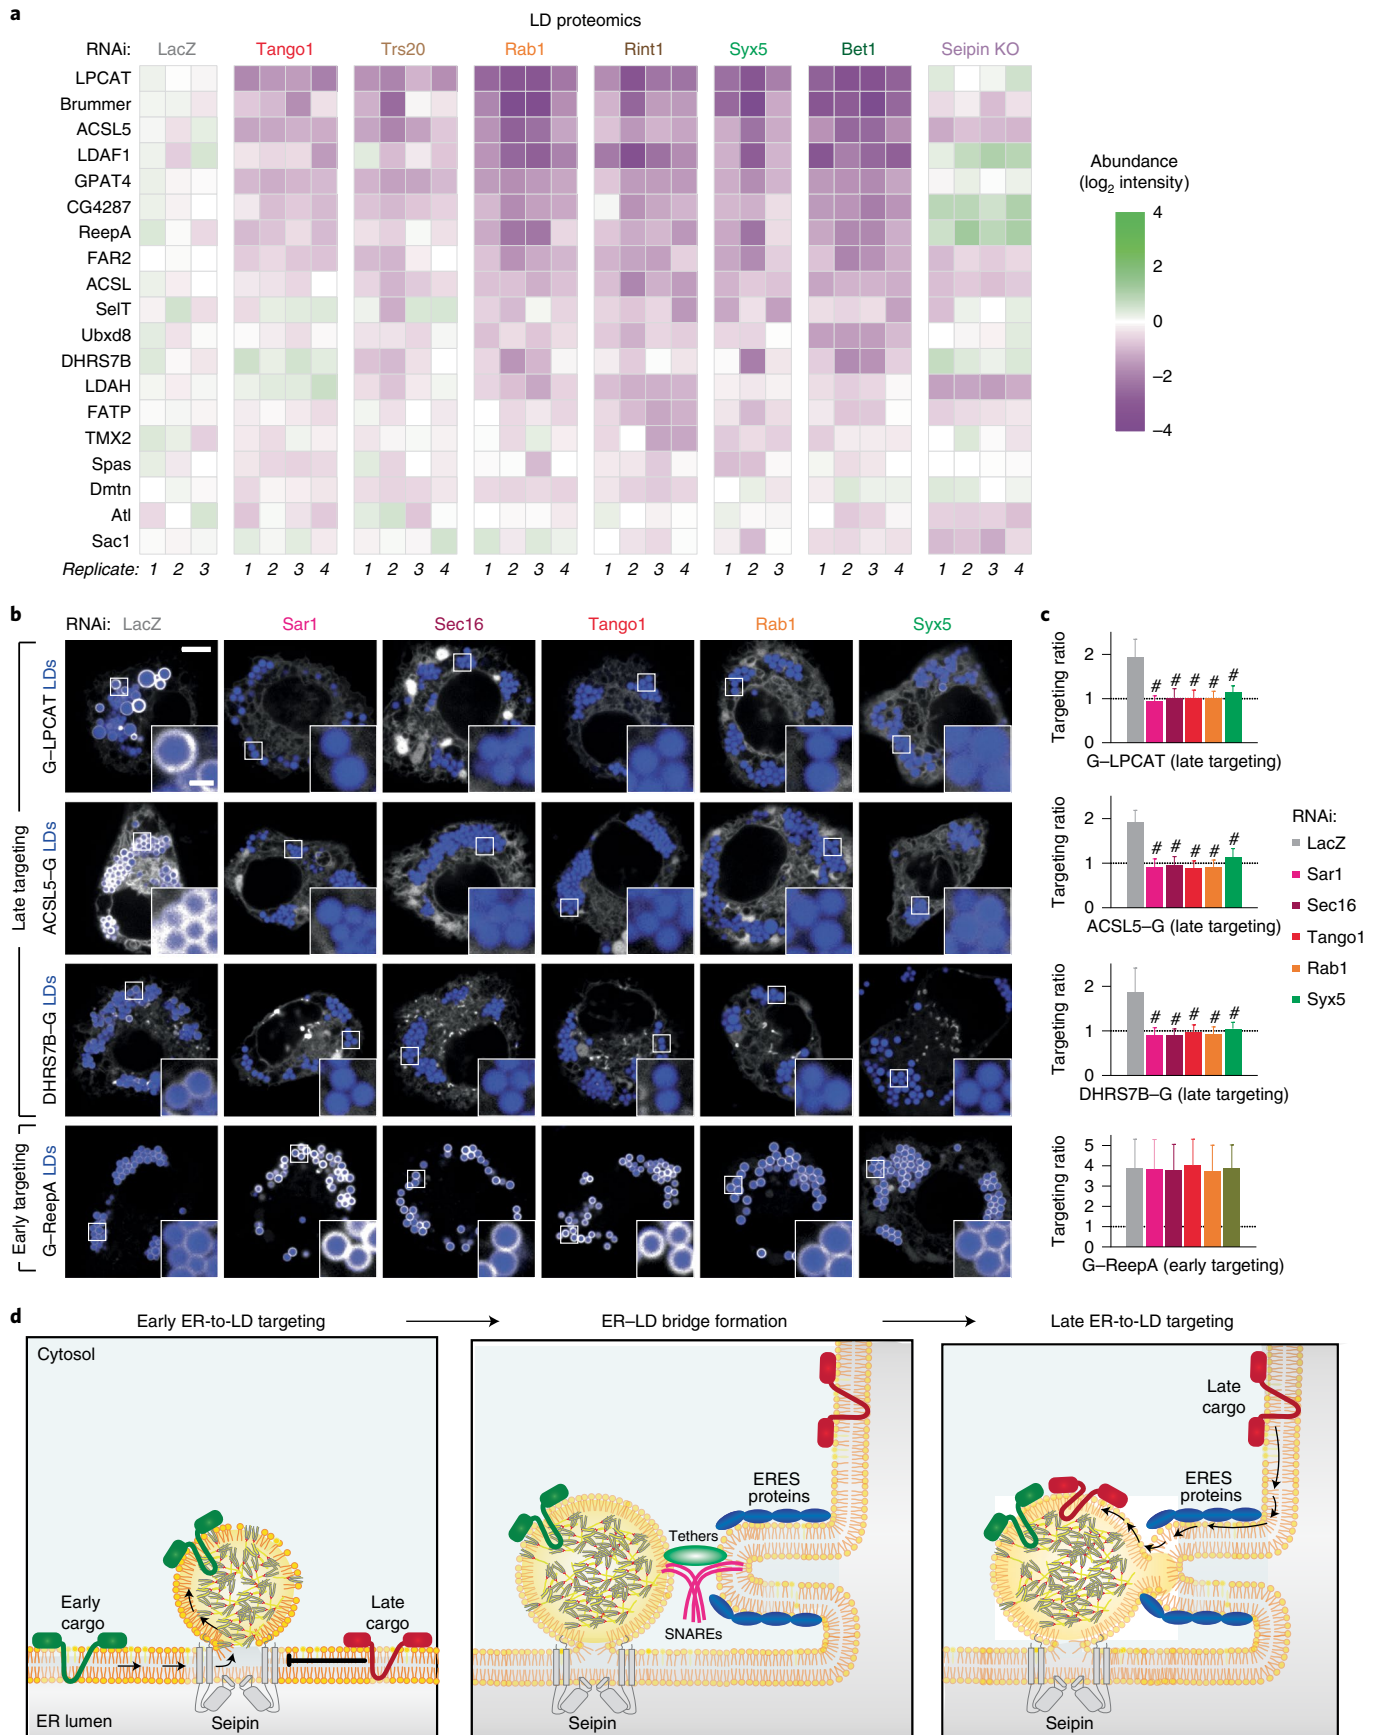 a
LD proteomics
RNAi: LacZ Tango1 Trs20 Rab1 Rint1 Syx5 Bet1 Seipin KO
LPCAT
Brummer
ACSL5
LDAF1
GPAT4
CG4287
ReepA
FAR2
ACSL
SelT
Ubxd8
DHRS7B
LDAH
FATP
TMX2
Spas
Dmtn
Atl
Sac1
Replicate: 1 2 3 1 2 3 4 1 2 3 4 1 2 3 4 1 2 3 4 1 2 3 1 2 3 4 1 2 3 4
Abundance
(log2 intensity)
4
2
0
–2
–4
b
RNAi: LacZ Sar1 Sec16 Tango1 Rab1 Syx5
Late targeting
G–LPCAT LDs
ACSL5–G LDs
DHRS7B–G LDs
Early targeting
G–ReepA LDs
c
Targeting ratio
2
1
0
# # # # #
G–LPCAT (late targeting)
Targeting ratio
2
1
0
# # # # #
ACSL5–G (late targeting)
Targeting ratio
2
1
0
# # # # #
DHRS7B–G (late targeting)
Targeting ratio
5
4
3
2
1
0
G–ReepA (early targeting)
RNAi:
LacZ
Sar1
Sec16
Tango1
Rab1
Syx5
d
Early ER-to-LD targeting
ER–LD bridge formation
Late ER-to-LD targeting
Cytosol
Early
cargo
Late
cargo
ER lumen
Seipin
ERES
proteins
Tethers
SNAREs
Seipin
Late
cargo
ERES
proteins
Seipin